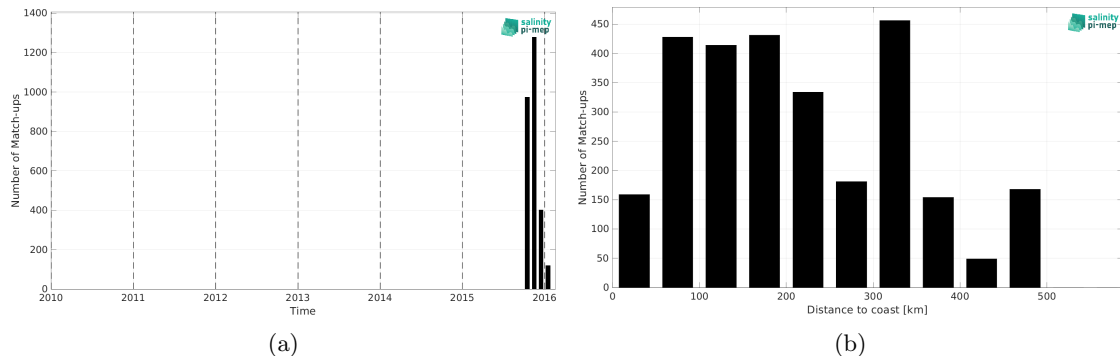 1400
1200
1000
800
600
400
200
0
Number of Match-ups
2010 2011 2012 2013 2014 2015 2016
Time
salinity
pi-mep
(a)
450
400
350
300
250
200
150
100
50
0
Number of Match-ups
0 100 200 300 400 500
Distance to coast [km]
salinity
pi-mep
(b)